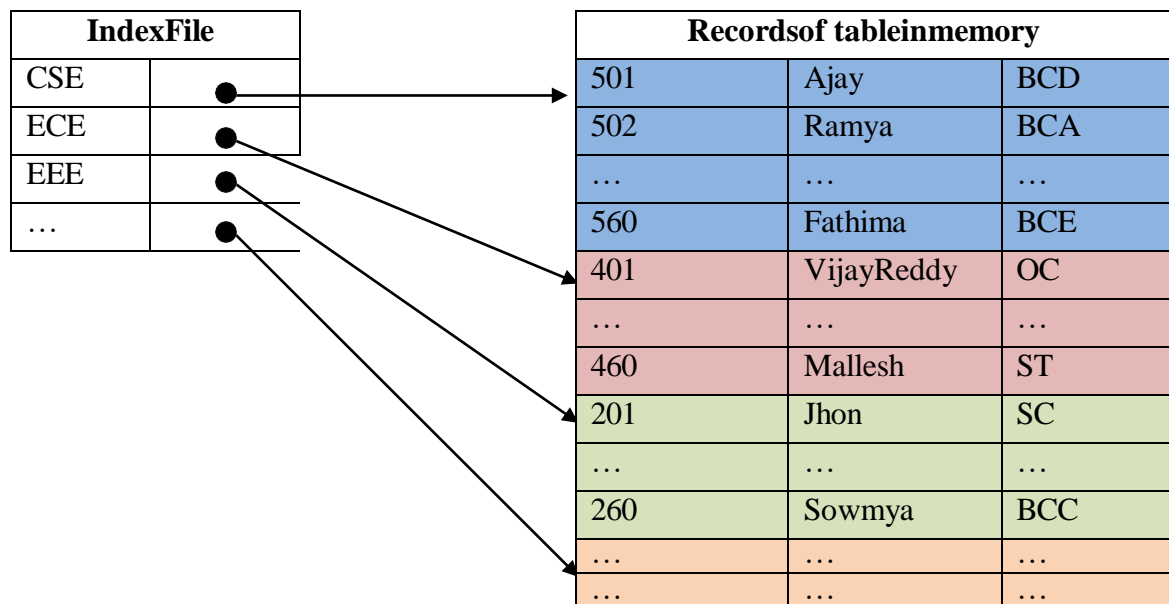 IndexFile
CSE
ECE
EEE
…
Recordsof tableinmemory
501 Ajay BCD
502 Ramya BCA
… … …
560 Fathima BCE
401 VijayReddy OC
… … …
460 Mallesh ST
201 Jhon SC
… … …
260 Sowmya BCC
… … …
… … …